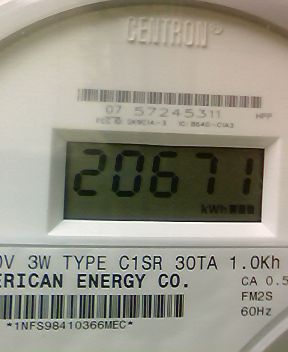 CENTRON®
07 57245311 HPP
20671
kWh
0V 3W TYPE C1SR 30TA 1.0Kh
ERICAN ENERGY CO. CA 0.5
FM2S
*1NFS98410366MEC* 60Hz